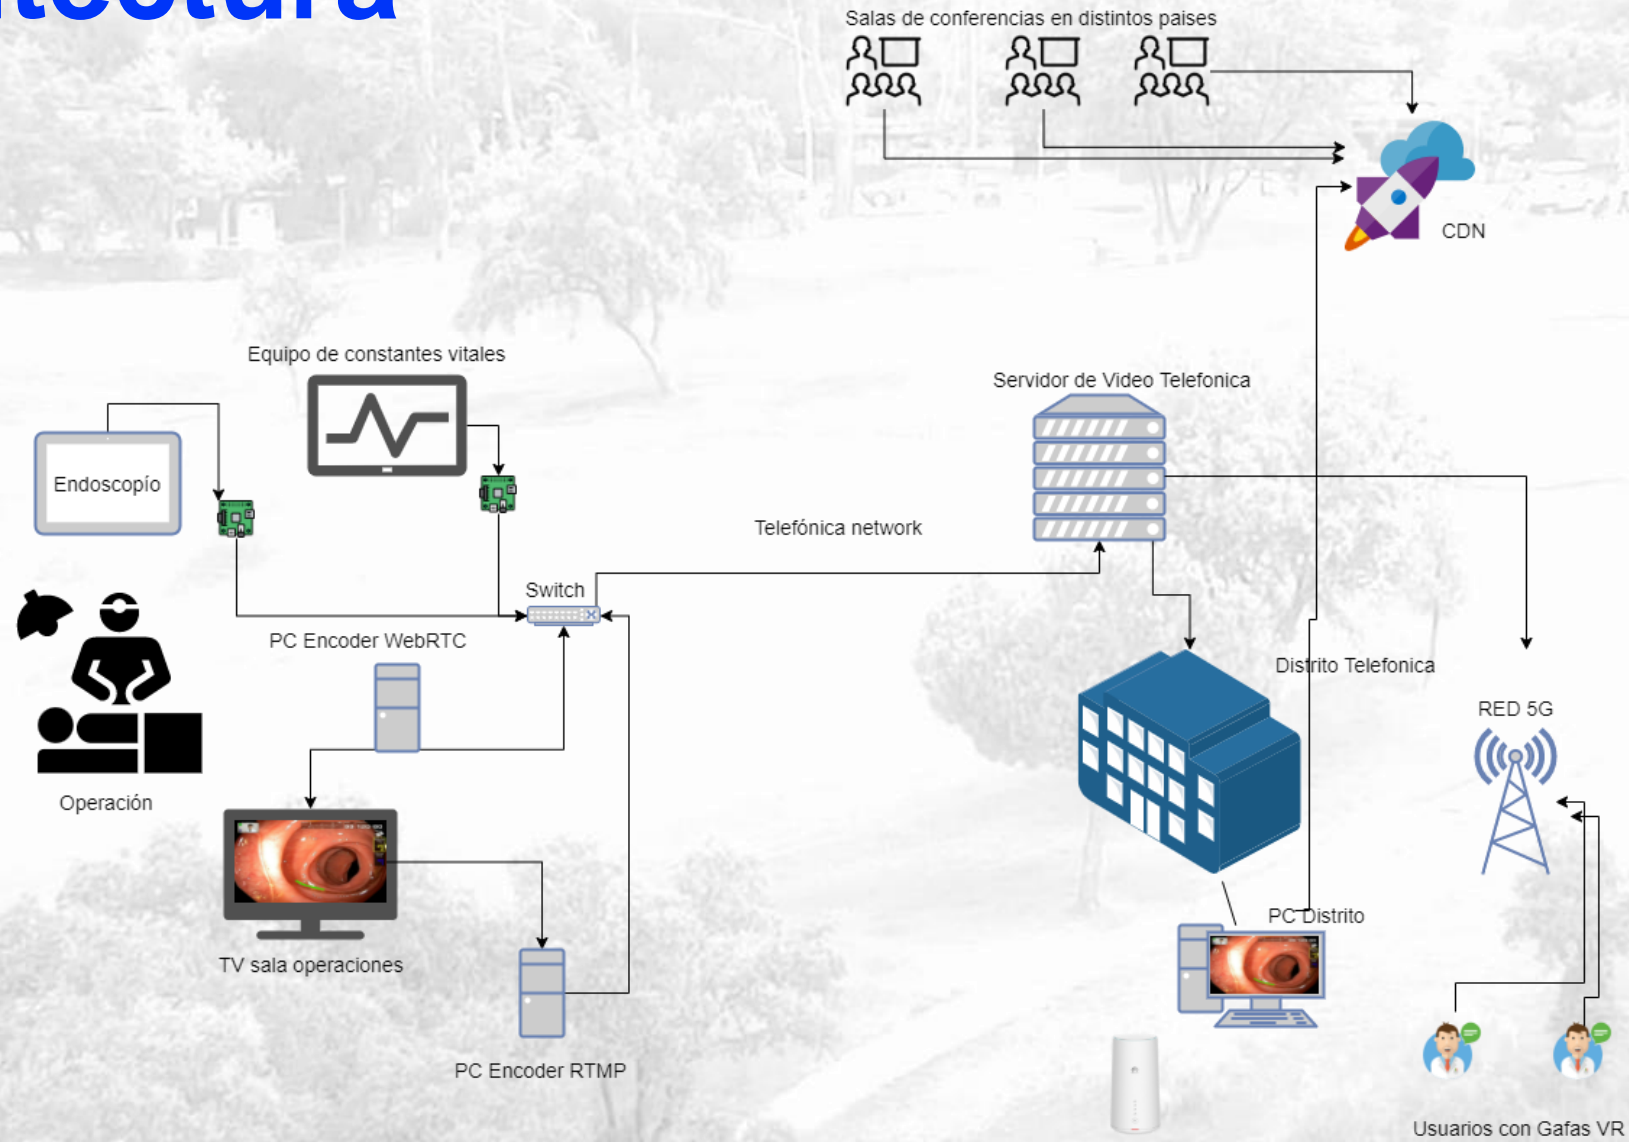 Salas de conferencias en distintos paises
CDN
Equipo de constantes vitales
Servidor de Video Telefonica
Endoscopío
Telefónica network
Switch
PC Encoder WebRTC
Distrito Telefonica
RED 5G
Operación
PC Distrito
TV sala operaciones
PC Encoder RTMP
Usuarios con Gafas VR